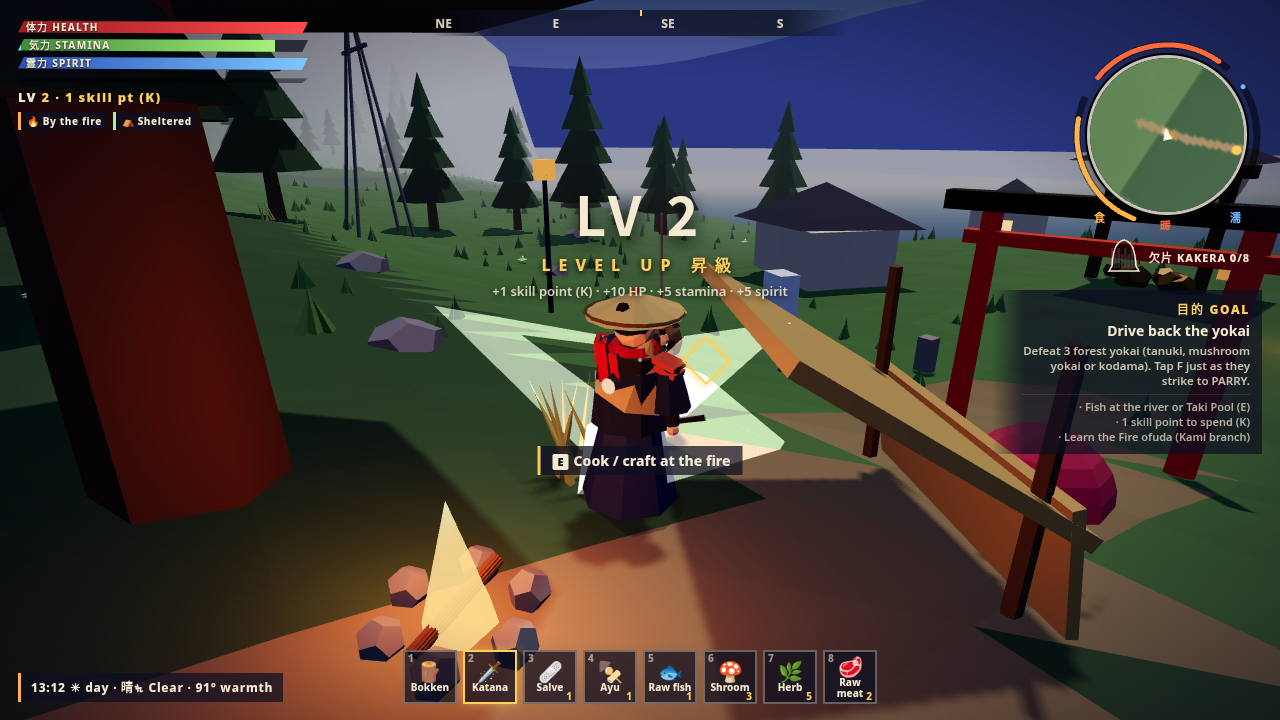 体力 HEALTH
気力 STAMINA
霊力 SPIRIT
LV 2 · 1 skill pt (K)
By the fire
Sheltered
NE E SE S
LV 2
LEVEL UP 昇級
+1 skill point (K) · +10 HP · +5 stamina · +5 spirit
食 暖 濡
欠片 KAKERA 0/8
目的 GOAL
Drive back the yokai
Defeat 3 forest yokai (tanuki, mushroom
yokai or kodama). Tap F just as they
strike to PARRY.
· Fish at the river or Taki Pool (E)
· 1 skill point to spend (K)
· Learn the Fire ofuda (Kami branch)
E Cook / craft at the fire
1 Bokken
2 Katana
3 Salve 1
4 Ayu 1
5 Raw fish 1
6 Shroom 3
7 Herb 5
8 Raw meat 2
13:12 ☀ day · 晴れ Clear · 91° warmth